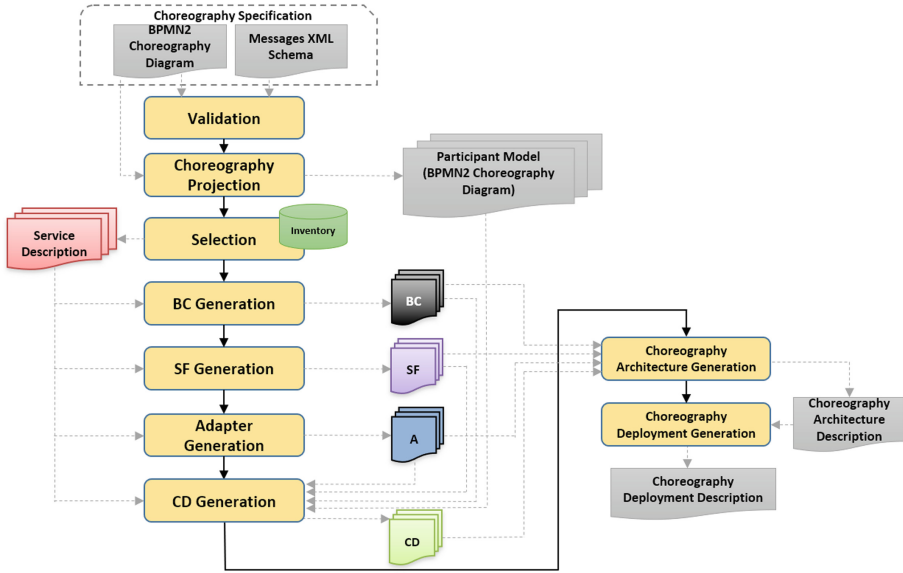 Choreography Specification
BPMN2
Choreography
Diagram
Messages XML
Schema
Validation
Choreography
Projection
Participant Model
(BPMN2 Choreography
Diagram)
Selection
Inventory
Service
Description
BC Generation
BC
SF Generation
SF
Adapter
Generation
A
CD Generation
CD
Choreography
Architecture Generation
Choreography
Deployment Generation
Choreography
Architecture
Description
Choreography
Deployment Description